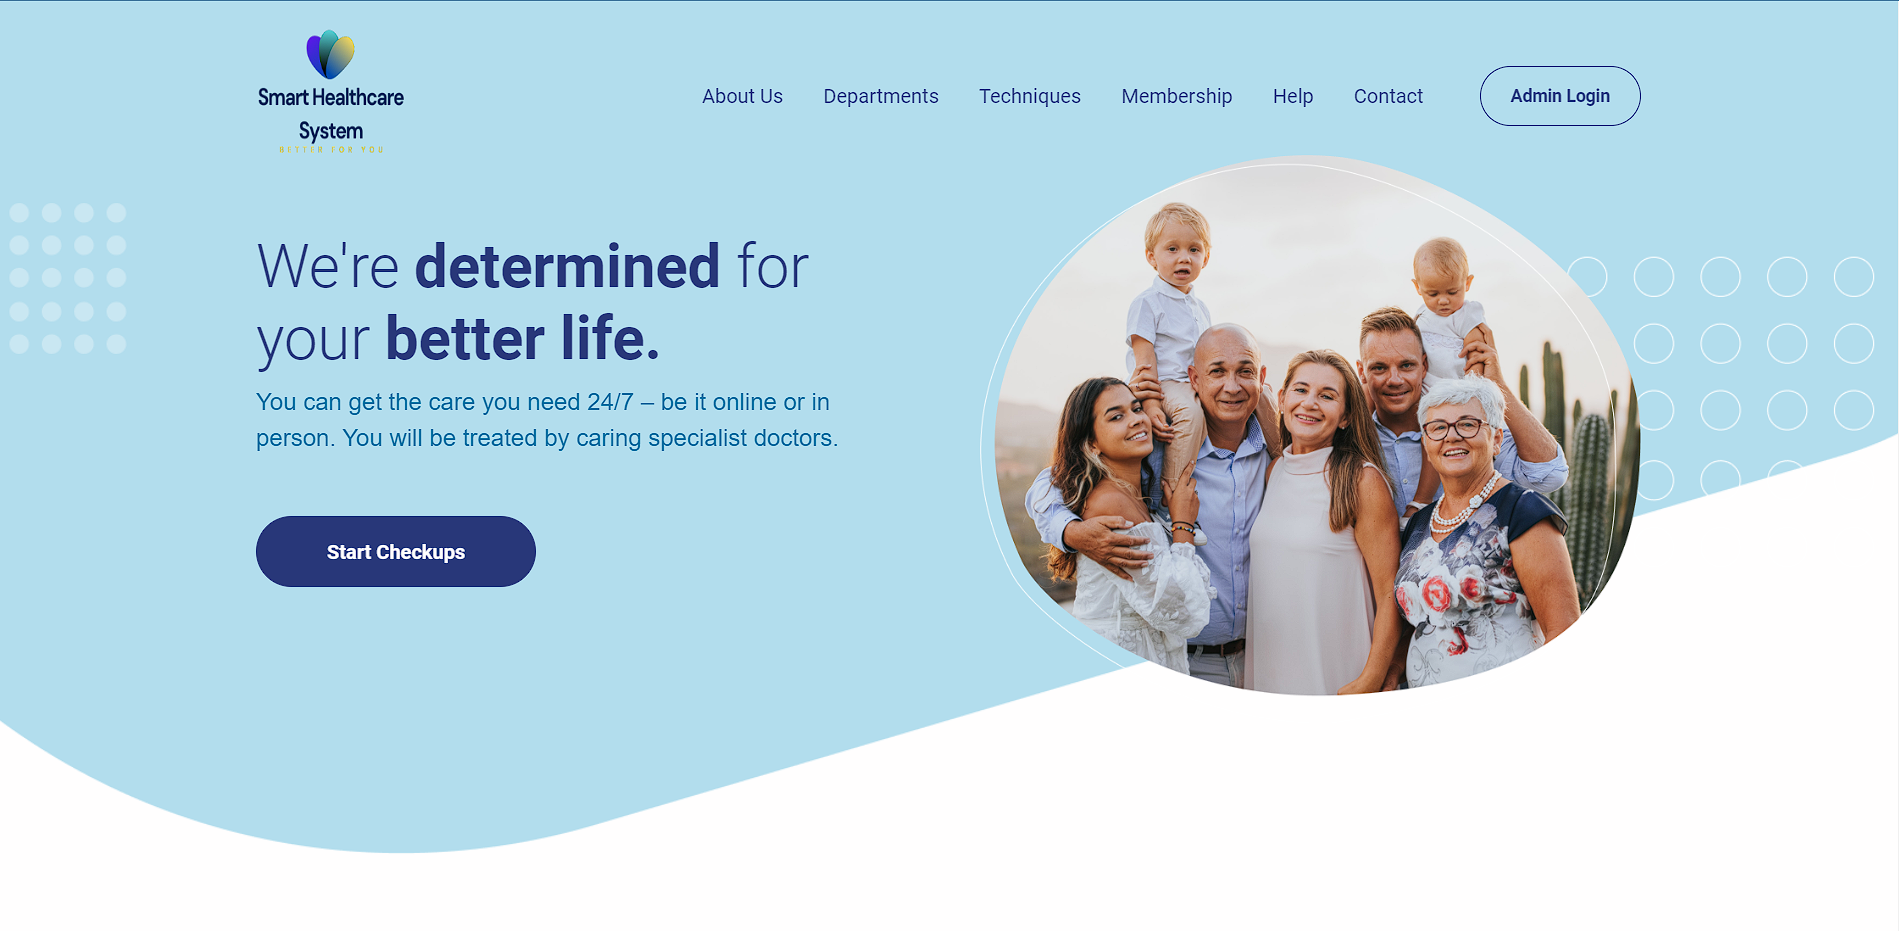 Smart Healthcare
System
BETTER FOR YOU
About Us
Departments
Techniques
Membership
Help
Contact
Admin Login
We're determined for
your better life.
You can get the care you need 24/7 – be it online or in
person. You will be treated by caring specialist doctors.
Start Checkups